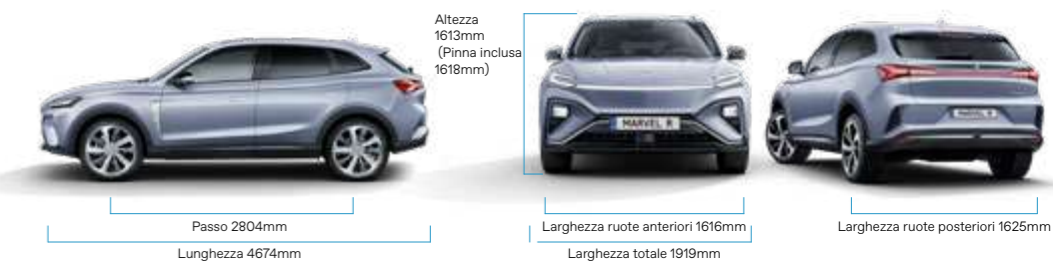 Altezza
1613mm
(Pinna inclusa
1618mm)
MARVEL R
MARVEL R
Passo 2804mm
Lunghezza 4674mm
Larghezza ruote anteriori 1616mm
Larghezza totale 1919mm
Larghezza ruote posteriori 1625mm